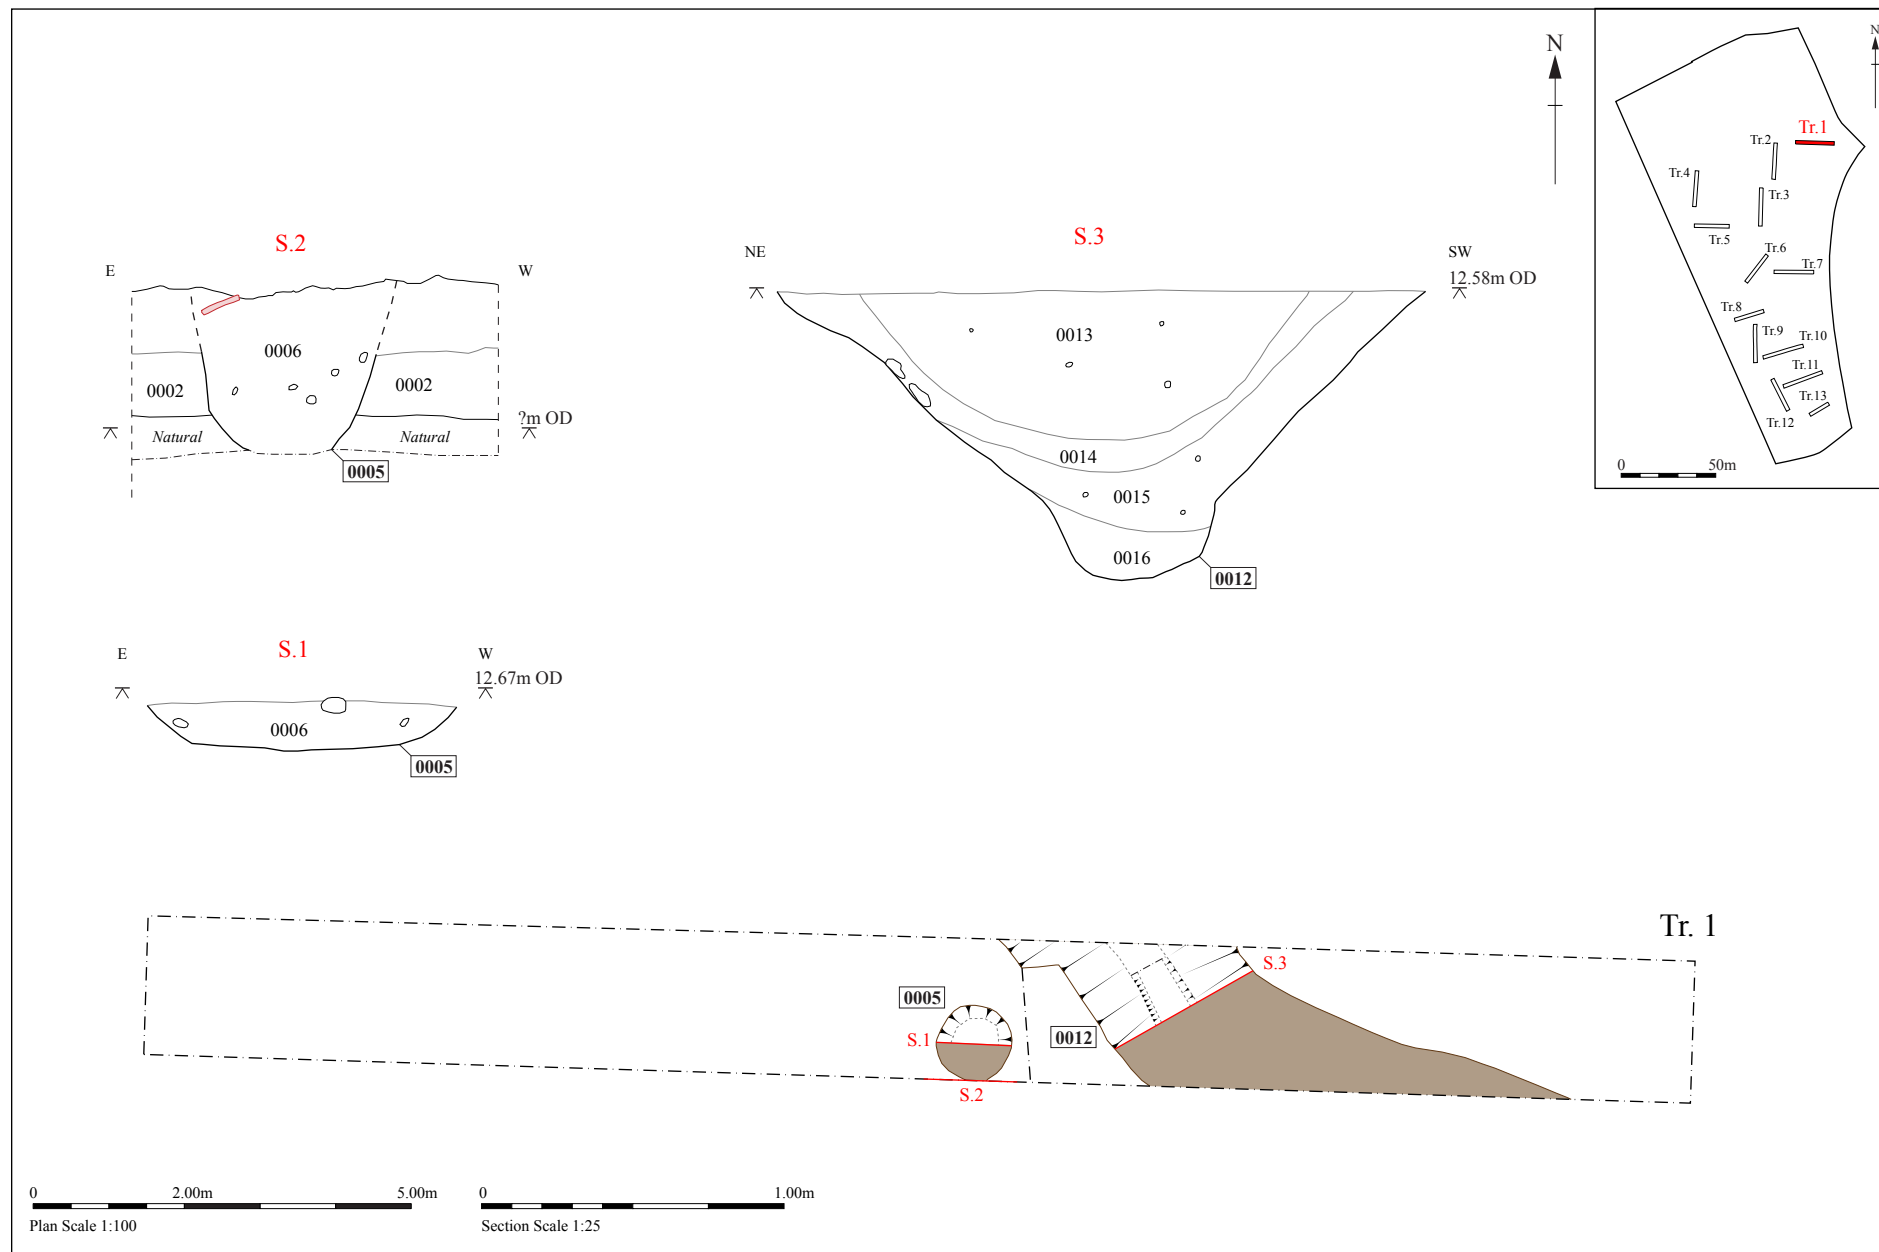 S.2
E
W
0006
0002
0002
?m OD
Natural
Natural
0005
S.3
NE
SW
12.58m OD
0013
0014
0015
0016
0012
N
N
Tr.1
Tr.2
Tr.4
Tr.3
Tr.5
Tr.6
Tr.7
Tr.8
Tr.9
Tr.10
Tr.11
Tr.13
Tr.12
0 50m
S.1
E
W
12.67m OD
0006
0005
Tr. 1
S.3
0005
0012
S.1
S.2
0 2.00m 5.00m
Plan Scale 1:100
0 1.00m
Section Scale 1:25